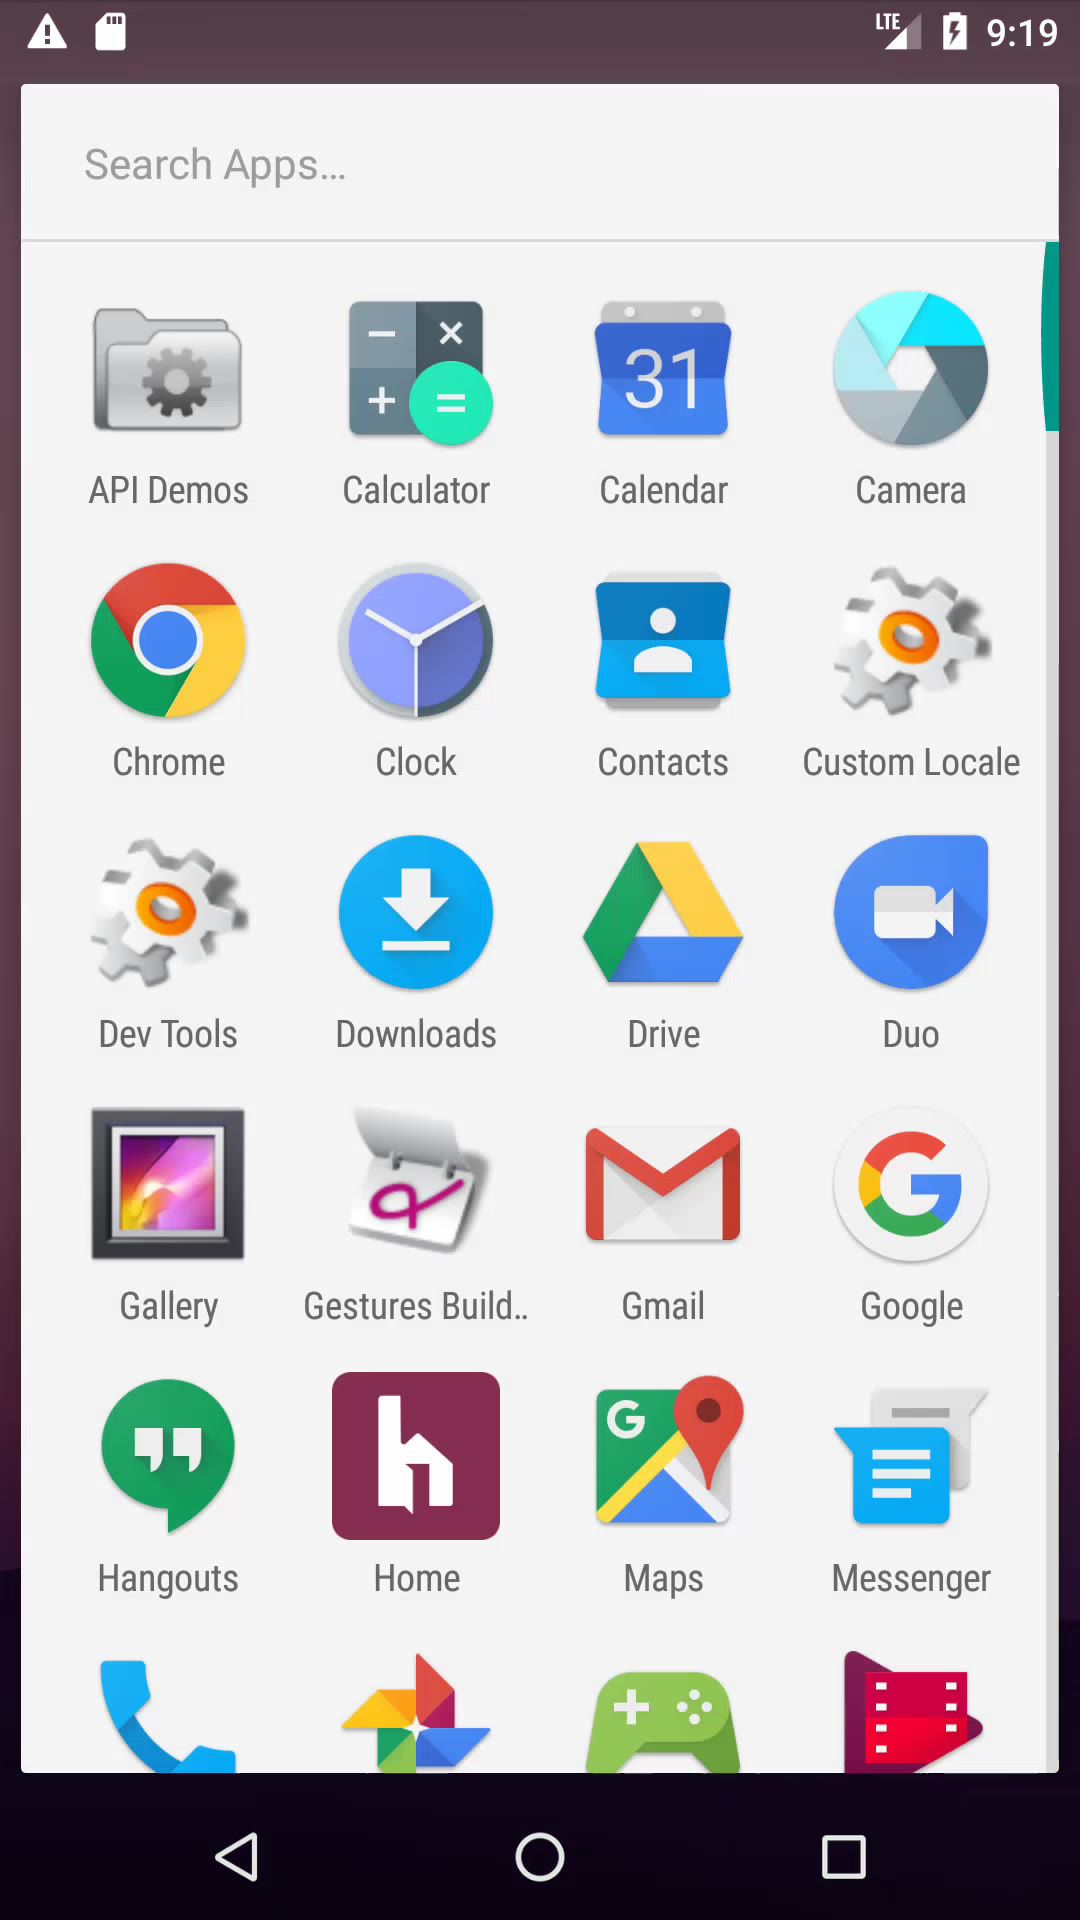 LTE 9:19
Search Apps...
31
API Demos Calculator Calendar Camera
Chrome Clock Contacts Custom Locale
Dev Tools Downloads Drive Duo
Gallery Gestures Build.. Gmail Google
Hangouts Home Maps Messenger